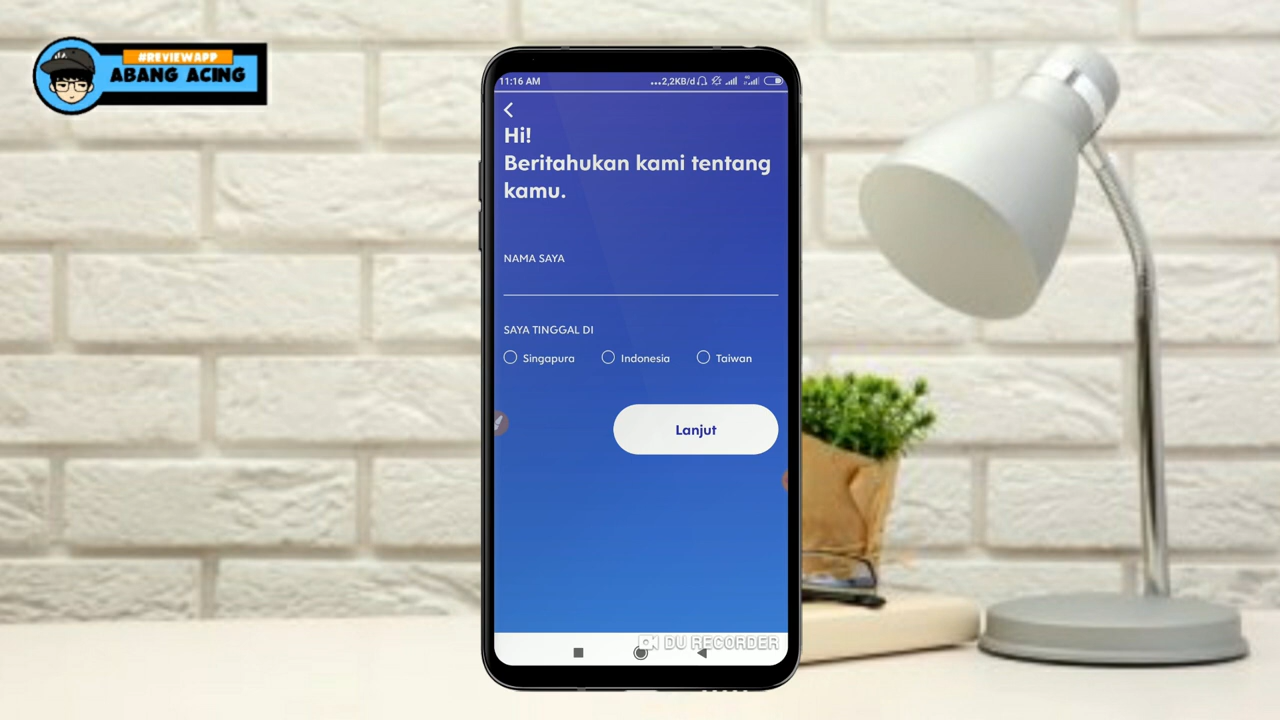 #REVIEWAPP
ABANG ACING
11:16 AM
...2,2KB/d
4G
Hi!
Beritahukan kami tentang
kamu.
NAMA SAYA
SAYA TINGGAL DI
Singapura Indonesia Taiwan
Lanjut
DU RECORDER